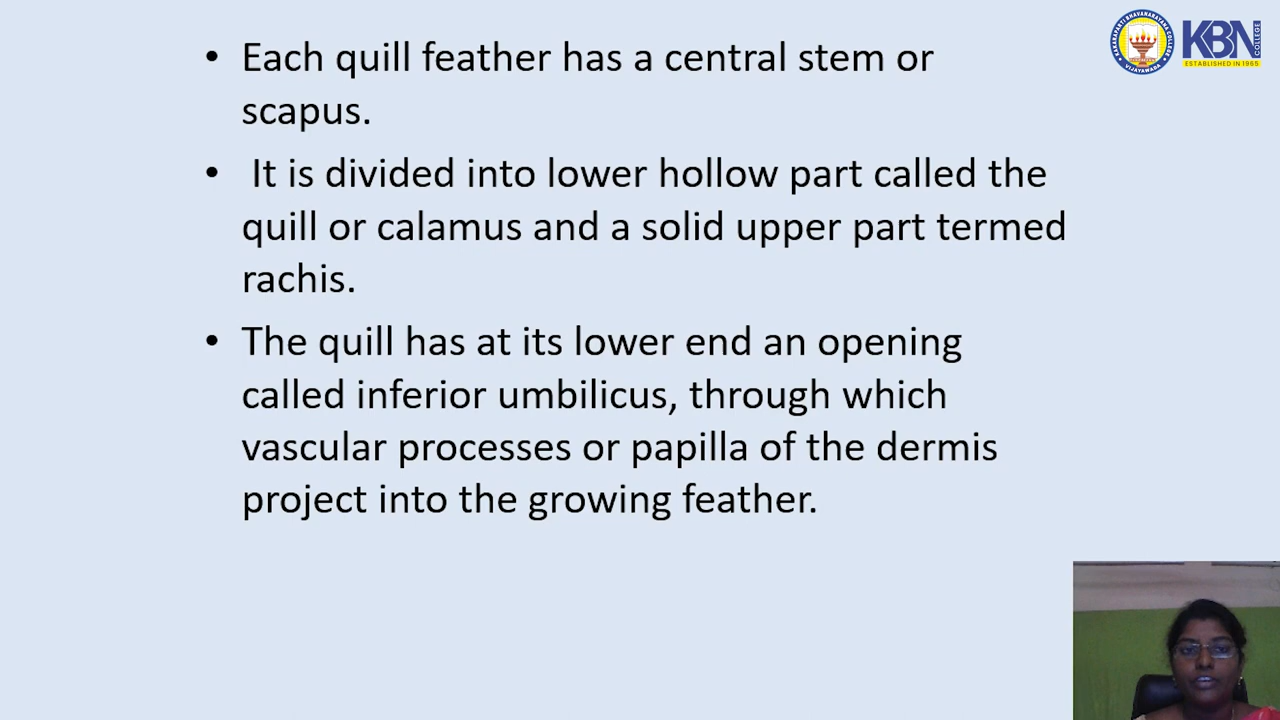 • Each quill feather has a central stem or
scapus.
• It is divided into lower hollow part called the
quill or calamus and a solid upper part termed
rachis.
• The quill has at its lower end an opening
called inferior umbilicus, through which
vascular processes or papilla of the dermis
project into the growing feather.
KBN
COLLEGE
ESTABLISHED IN 1965
VIJAYAWADA